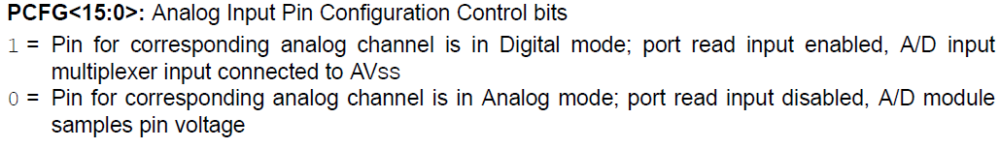 PCFG<15:0>: Analog Input Pin Configuration Control bits
1 = Pin for corresponding analog channel is in Digital mode; port read input enabled, A/D input
multiplexer input connected to AVss
0 = Pin for corresponding analog channel is in Analog mode; port read input disabled, A/D module
samples pin voltage